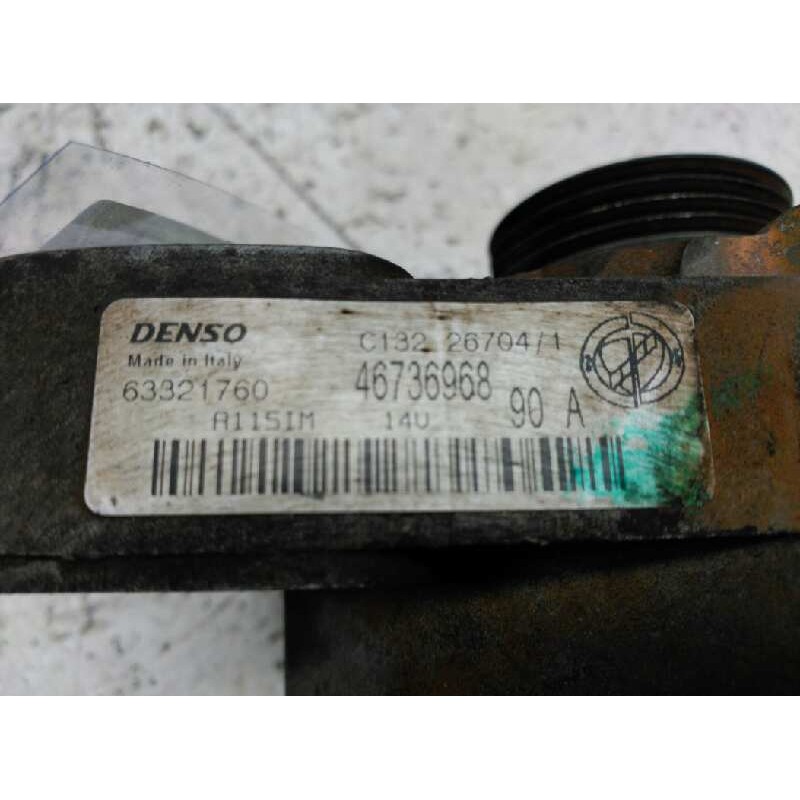 DENSO
C132 26704/1
Made in Italy
63321760
46736968
90 A
A115IM
14V